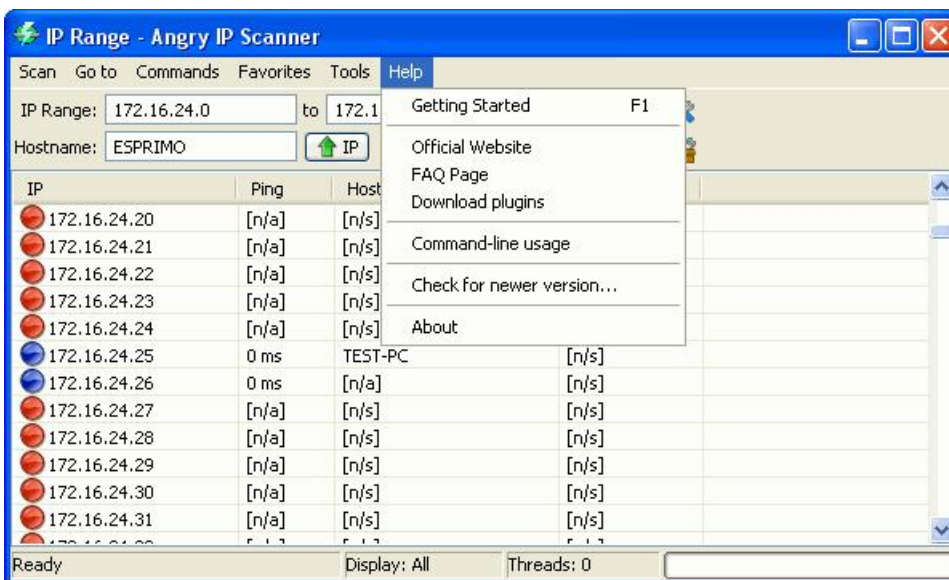 IP Range - Angry IP Scanner
Scan Go to Commands Favorites Tools Help
IP Range: 172.16.24.0 to 172.1
Hostname: ESPRIMO IP
Getting Started F1
Official Website
FAQ Page
Download plugins
Command-line usage
Check for newer version...
About
IP Ping Host
172.16.24.20 [n/a] [n/s]
172.16.24.21 [n/a] [n/s]
172.16.24.22 [n/a] [n/s]
172.16.24.23 [n/a] [n/s]
172.16.24.24 [n/a] [n/s]
172.16.24.25 0 ms TEST-PC [n/s]
172.16.24.26 0 ms [n/a] [n/s]
172.16.24.27 [n/a] [n/s] [n/s]
172.16.24.28 [n/a] [n/s] [n/s]
172.16.24.29 [n/a] [n/s] [n/s]
172.16.24.30 [n/a] [n/s] [n/s]
172.16.24.31 [n/a] [n/s] [n/s]
Ready Display: All Threads: 0